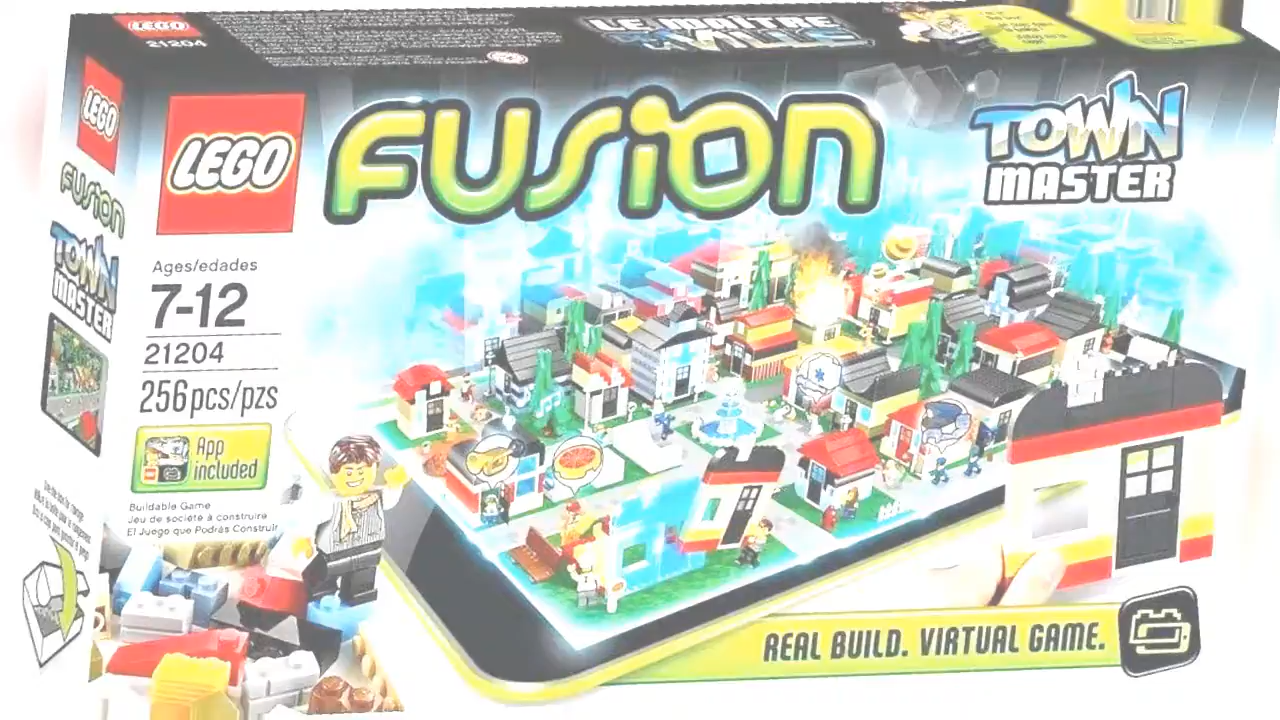 LEGO
21204
LE MAÎTRE
VILLE
LEGO
FUSION
TOWN
MASTER
LEGO
FUSION
TOWN
MASTER
Ages/edades
7-12
21204
256pcs/pzs
App
included
Buildable Game
Jeu de société à construire
El Juego que Podrás Construir
REAL BUILD. VIRTUAL GAME.